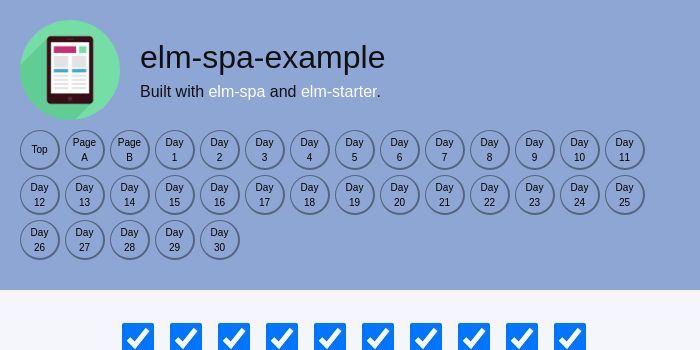 elm-spa-example
Built with elm-spa and elm-starter.
Top
Page
A
Page
B
Day
1
Day
2
Day
3
Day
4
Day
5
Day
6
Day
7
Day
8
Day
9
Day
10
Day
11
Day
12
Day
13
Day
14
Day
15
Day
16
Day
17
Day
18
Day
19
Day
20
Day
21
Day
22
Day
23
Day
24
Day
25
Day
26
Day
27
Day
28
Day
29
Day
30